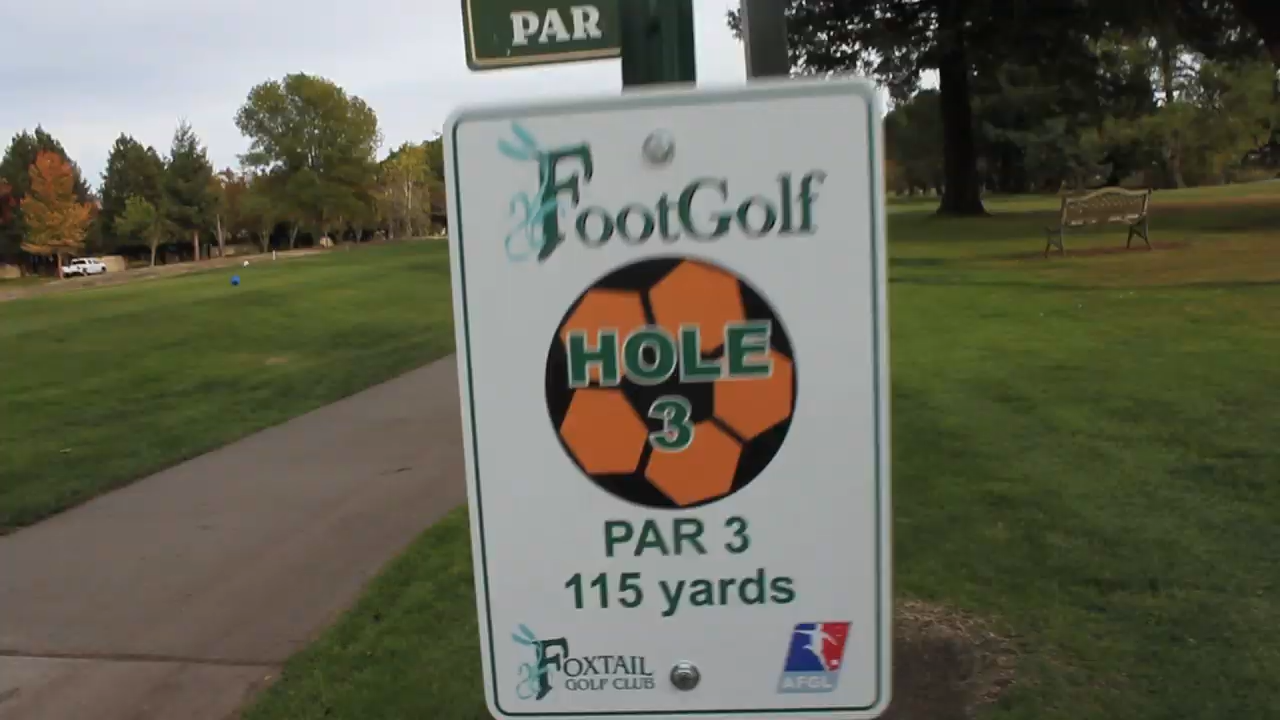 PAR
FOOTGOLF
HOLE
3
PAR 3
115 yards
FOXTAIL
GOLF CLUB
AFGL